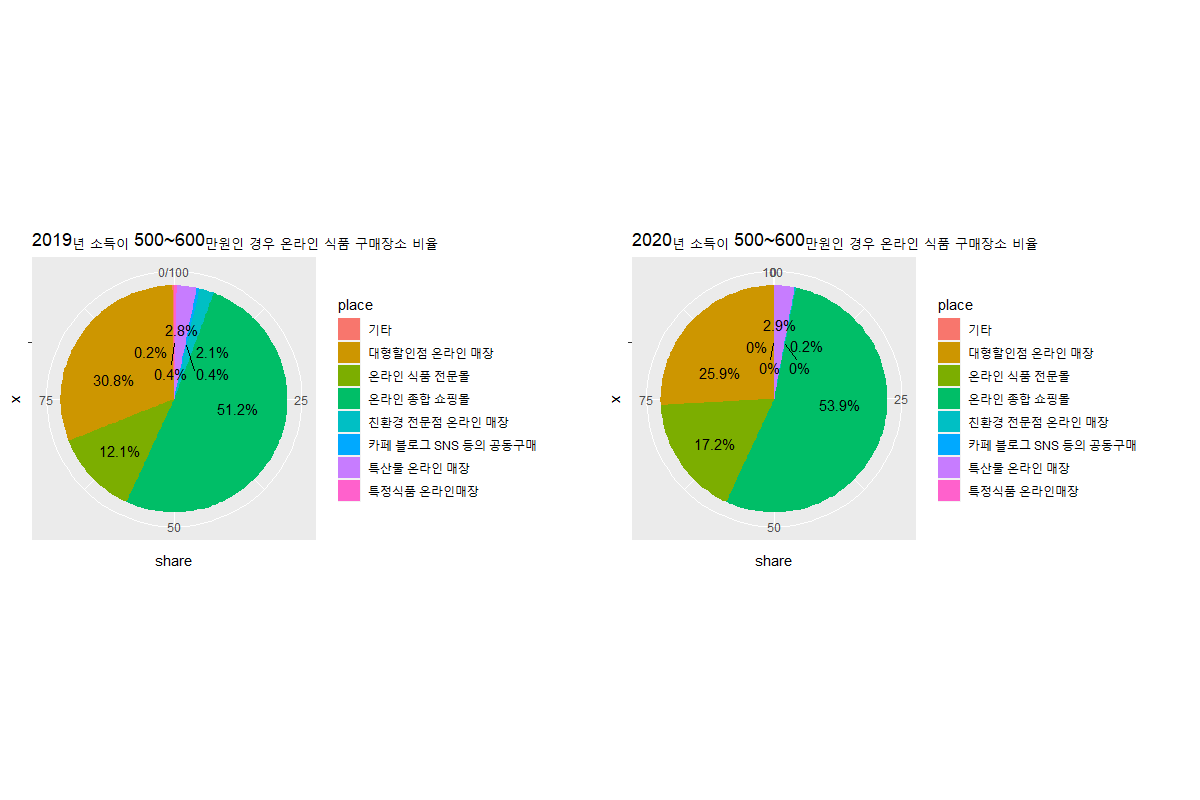 2019년 소득이 500~600만원인 경우 온라인 식품 구매장소 비율
0/100
2.8%
0.2%
2.1%
0.4%
0.4%
30.8%
51.2%
12.1%
75
25
50
x
share
place
기타
대형할인점 온라인 매장
온라인 식품 전문몰
온라인 종합 쇼핑몰
친환경 전문점 온라인 매장
카페 블로그 SNS 등의 공동구매
특산물 온라인 매장
특정식품 온라인매장
2020년 소득이 500~600만원인 경우 온라인 식품 구매장소 비율
100
2.9%
0%
0.2%
0%
0%
25.9%
53.9%
17.2%
75
25
50
x
share
place
기타
대형할인점 온라인 매장
온라인 식품 전문몰
온라인 종합 쇼핑몰
친환경 전문점 온라인 매장
카페 블로그 SNS 등의 공동구매
특산물 온라인 매장
특정식품 온라인매장